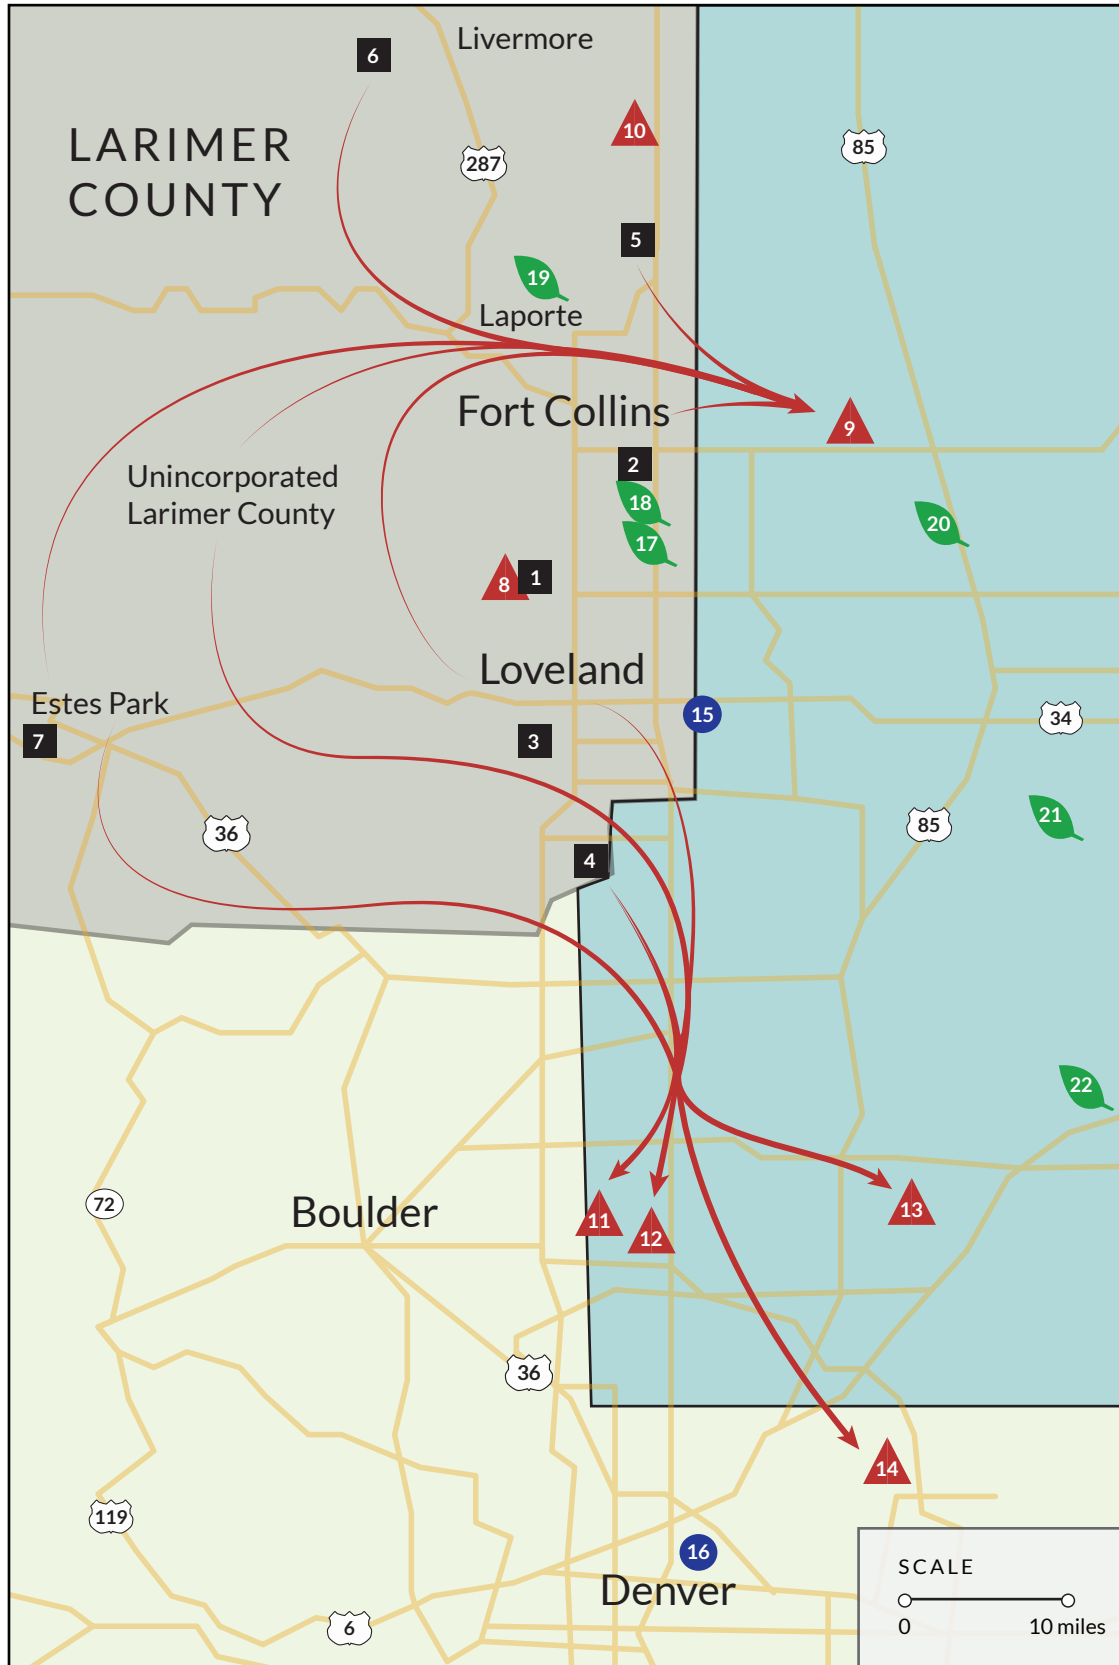 Livermore
6
10
LARIMER
COUNTY
287
85
5
19
Laporte
Fort Collins
9
2
Unincorporated
Larimer County
18
20
17
8
1
Loveland
Estes Park
15
34
7
3
21
36
85
4
22
72
Boulder
11
12
13
36
14
119
16
SCALE
Denver
0
10 miles
6